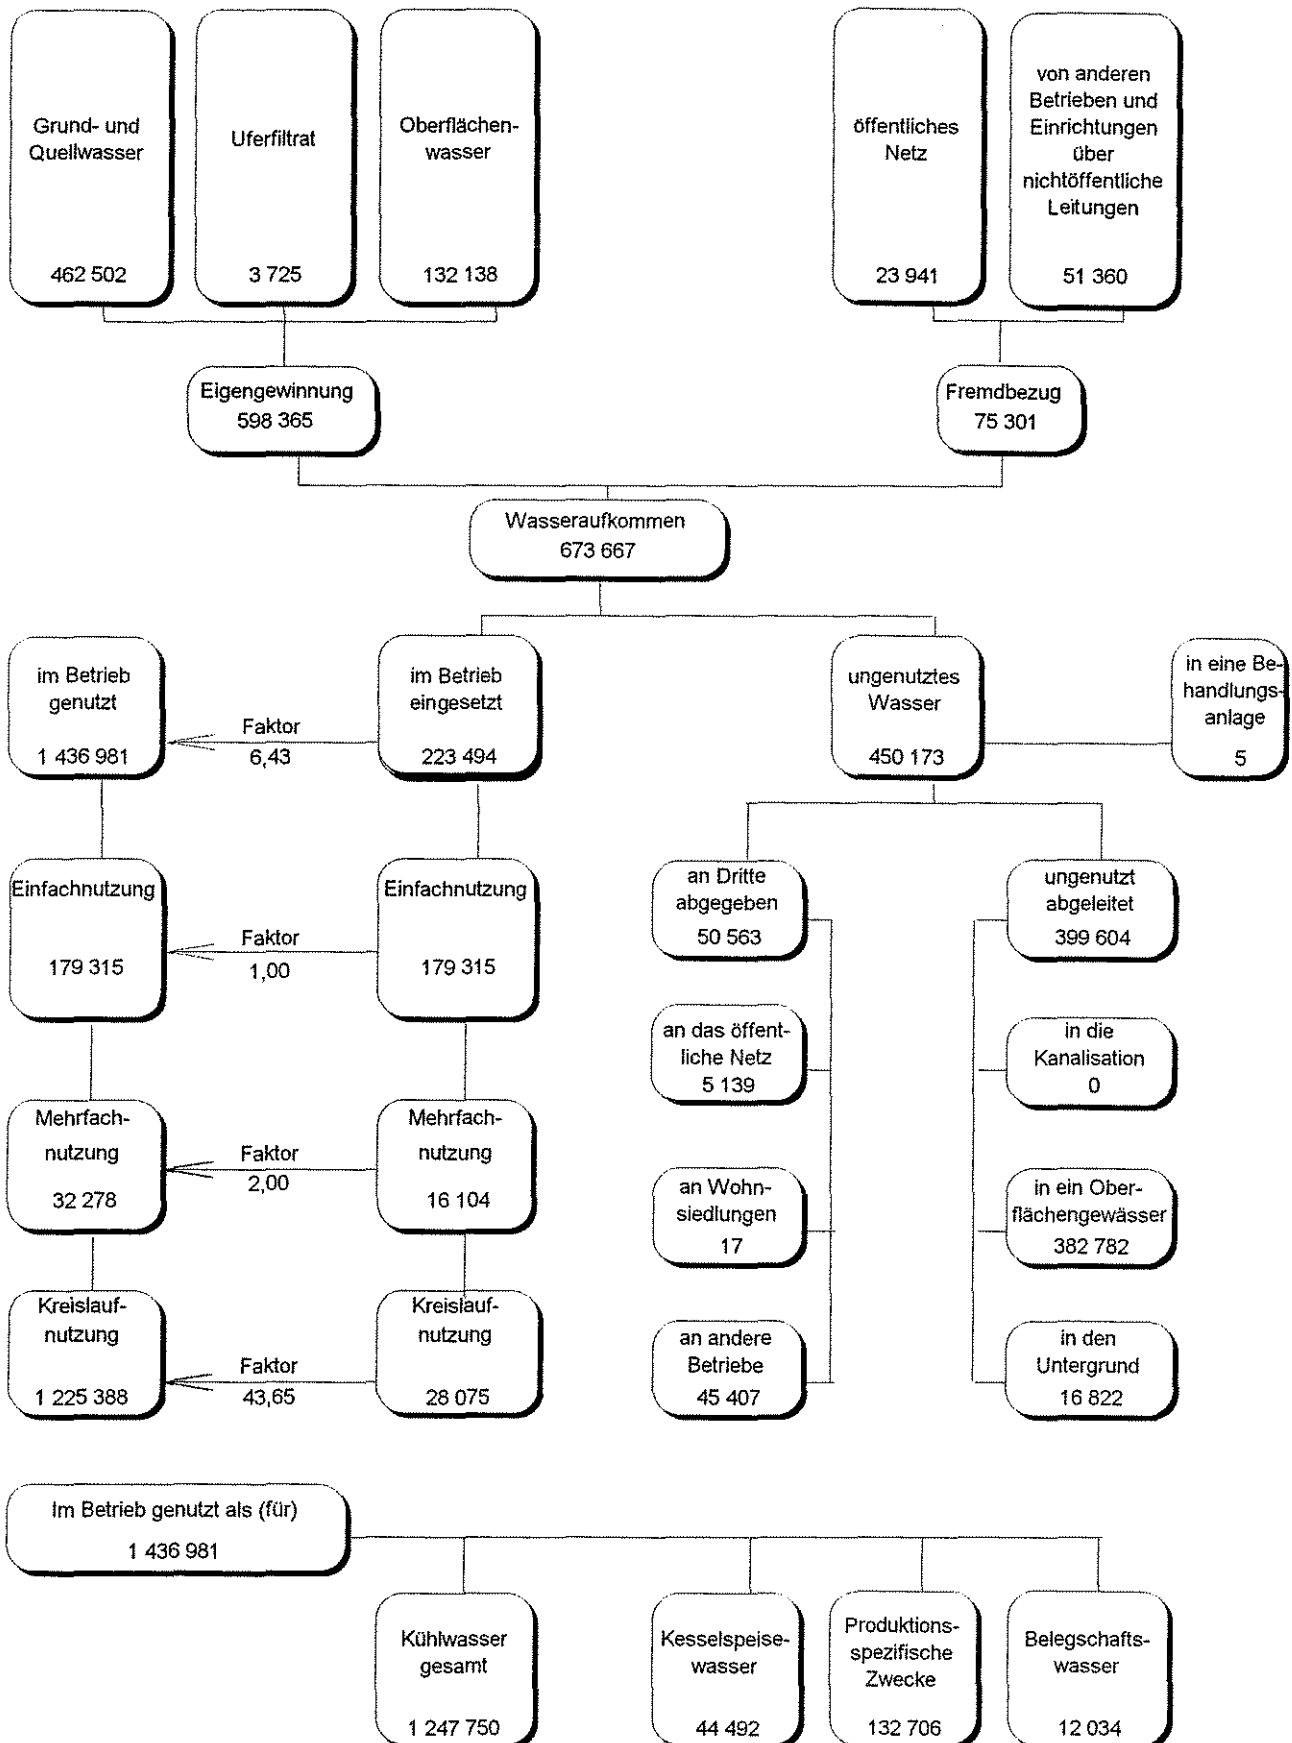 Grund- und
Quellwasser
462 502
Uferfiltrat
3 725
Oberflächen-
wasser
132 138
öffentliches
Netz
23 941
von anderen
Betrieben und
Einrichtungen
über
nichtöffentliche
Leitungen
51 360
Eigengewinnung
598 365
Fremdbezug
75 301
Wasseraufkommen
673 667
im Betrieb
genutzt
1 436 981
Faktor
6,43
im Betrieb
eingesetzt
223 494
ungenutztes
Wasser
450 173
in eine Be-
handlungs-
anlage
5
Einfachnutzung
179 315
Faktor
1,00
Einfachnutzung
179 315
an Dritte
abgegeben
50 563
ungenutzt
abgeleitet
399 604
an das öffent-
liche Netz
5 139
in die
Kanalisation
0
Mehrfach-
nutzung
32 278
Faktor
2,00
Mehrfach-
nutzung
16 104
an Wohn-
siedlungen
17
in ein Ober-
flächengewässer
382 782
Kreislauf-
nutzung
1 225 388
Faktor
43,65
Kreislauf-
nutzung
28 075
an andere
Betriebe
45 407
in den
Untergrund
16 822
Im Betrieb genutzt als (für)
1 436 981
Kühlwasser
gesamt
1 247 750
Kesselspeise-
wasser
44 492
Produktions-
spezifische
Zwecke
132 706
Belegschafts-
wasser
12 034